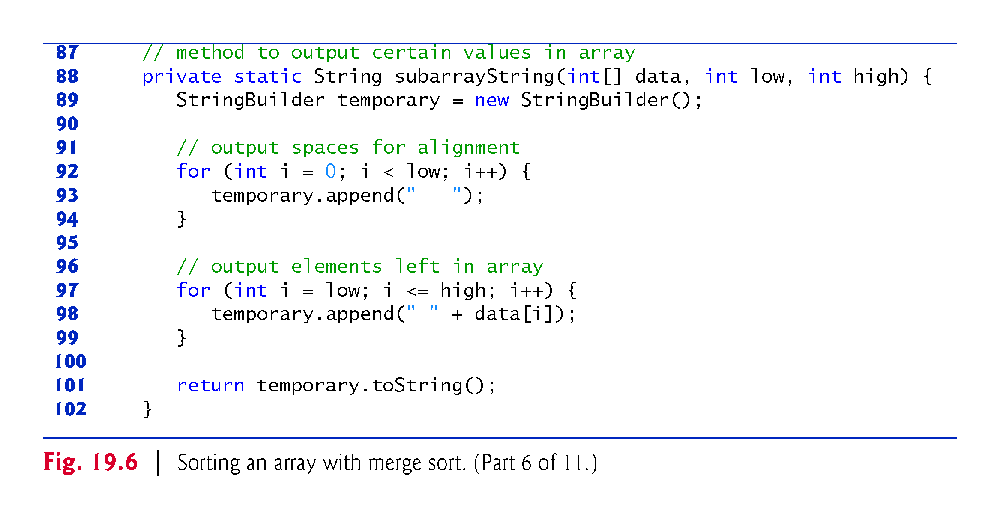 87     // method to output certain values in array
88     private static String subarrayString(int[] data, int low, int high) {
89        StringBuilder temporary = new StringBuilder();
90
91        // output spaces for alignment
92        for (int i = 0; i < low; i++) {
93           temporary.append("   ");
94        }
95
96        // output elements left in array
97        for (int i = low; i <= high; i++) {
98           temporary.append(" " + data[i]);
99        }
100
101       return temporary.toString();
102    }
Fig. 19.6 | Sorting an array with merge sort. (Part 6 of 11.)